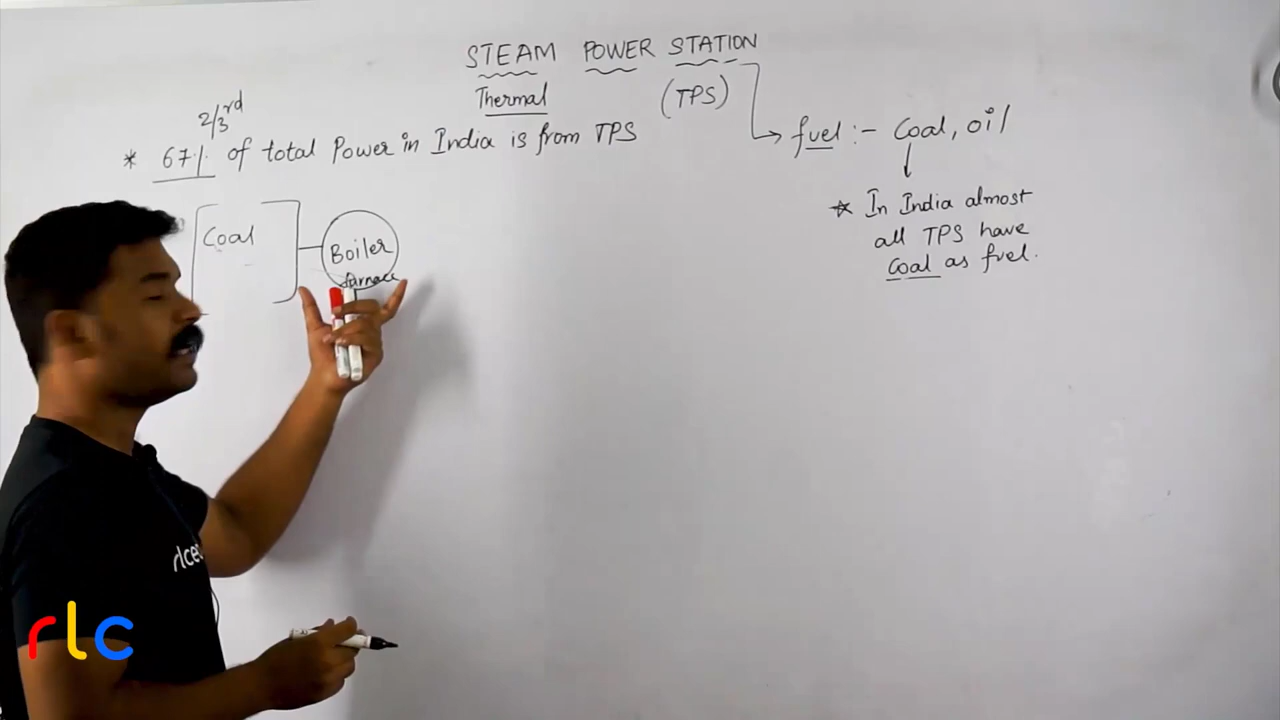 STEAM POWER STATION
Thermal (TPS)
2/3rd
* 67% of total Power in India is from TPS
fuel :- Coal, oil
* In India almost
all TPS have
Coal as fuel.
Coal
Boiler
furnace
rlc